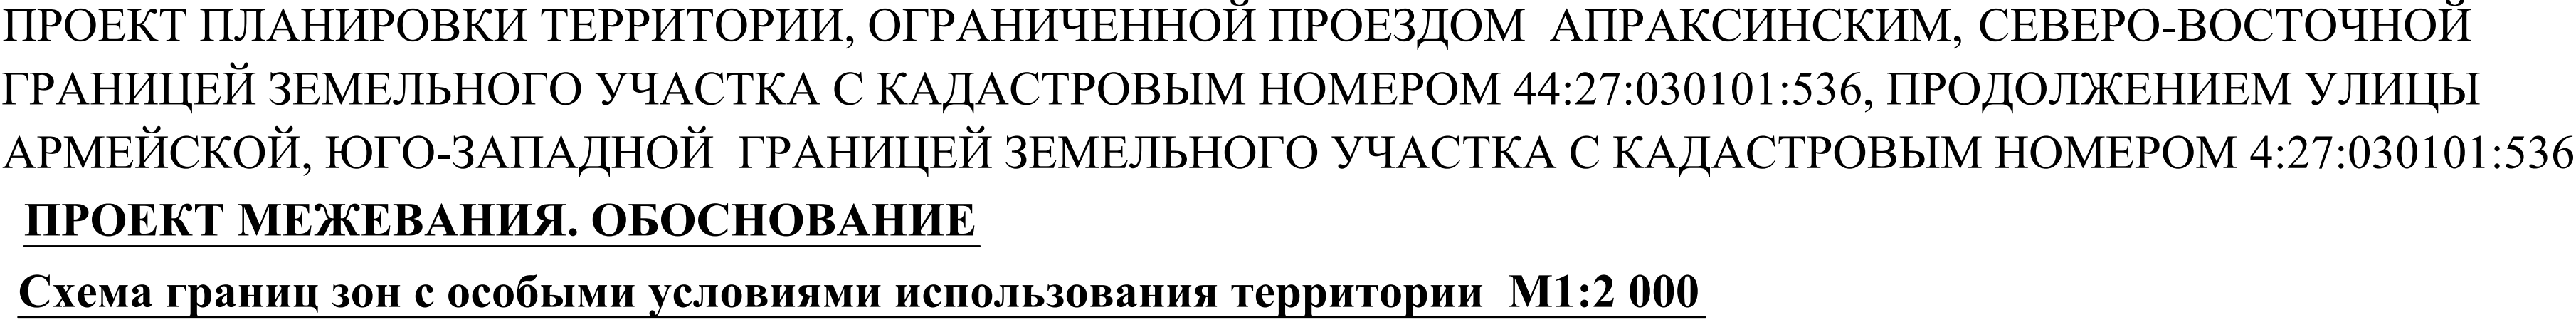 ПРОЕКТ ПЛАНИРОВКИ ТЕРРИТОРИИ, ОГРАНИЧЕННОЙ ПРОЕЗДОМ АПРАКСИНСКИМ, СЕВЕРО-ВОСТОЧНОЙ
ГРАНИЦЕЙ ЗЕМЕЛЬНОГО УЧАСТКА С КАДАСТРОВЫМ НОМЕРОМ 44:27:030101:536, ПРОДОЛЖЕНИЕМ УЛИЦЫ
АРМЕЙСКОЙ, ЮГО-ЗАПАДНОЙ ГРАНИЦЕЙ ЗЕМЕЛЬНОГО УЧАСТКА С КАДАСТРОВЫМ НОМЕРОМ 4:27:030101:536
ПРОЕКТ МЕЖЕВАНИЯ. ОБОСНОВАНИЕ
Схема границ зон с особыми условиями использования территории М1:2 000